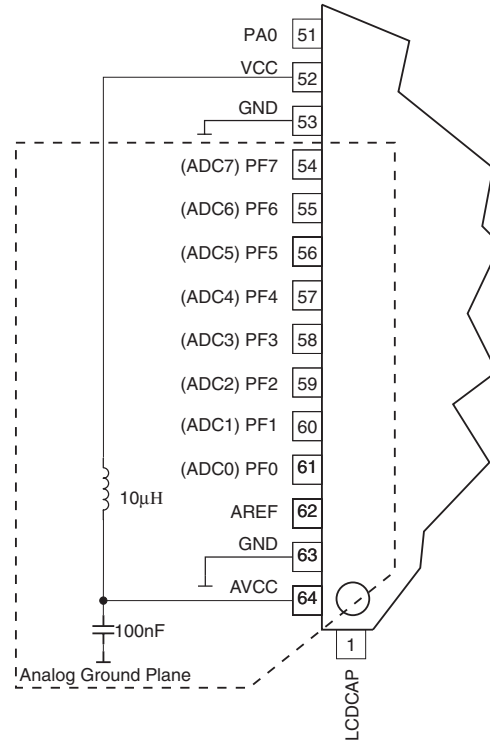 PA0 51
VCC 52
GND 53
(ADC7) PF7 54
(ADC6) PF6 55
(ADC5) PF5 56
(ADC4) PF4 57
(ADC3) PF3 58
(ADC2) PF2 59
(ADC1) PF1 60
(ADC0) PF0 61
10µH
AREF 62
GND 63
AVCC 64
100nF
1
Analog Ground Plane
LCDCAP